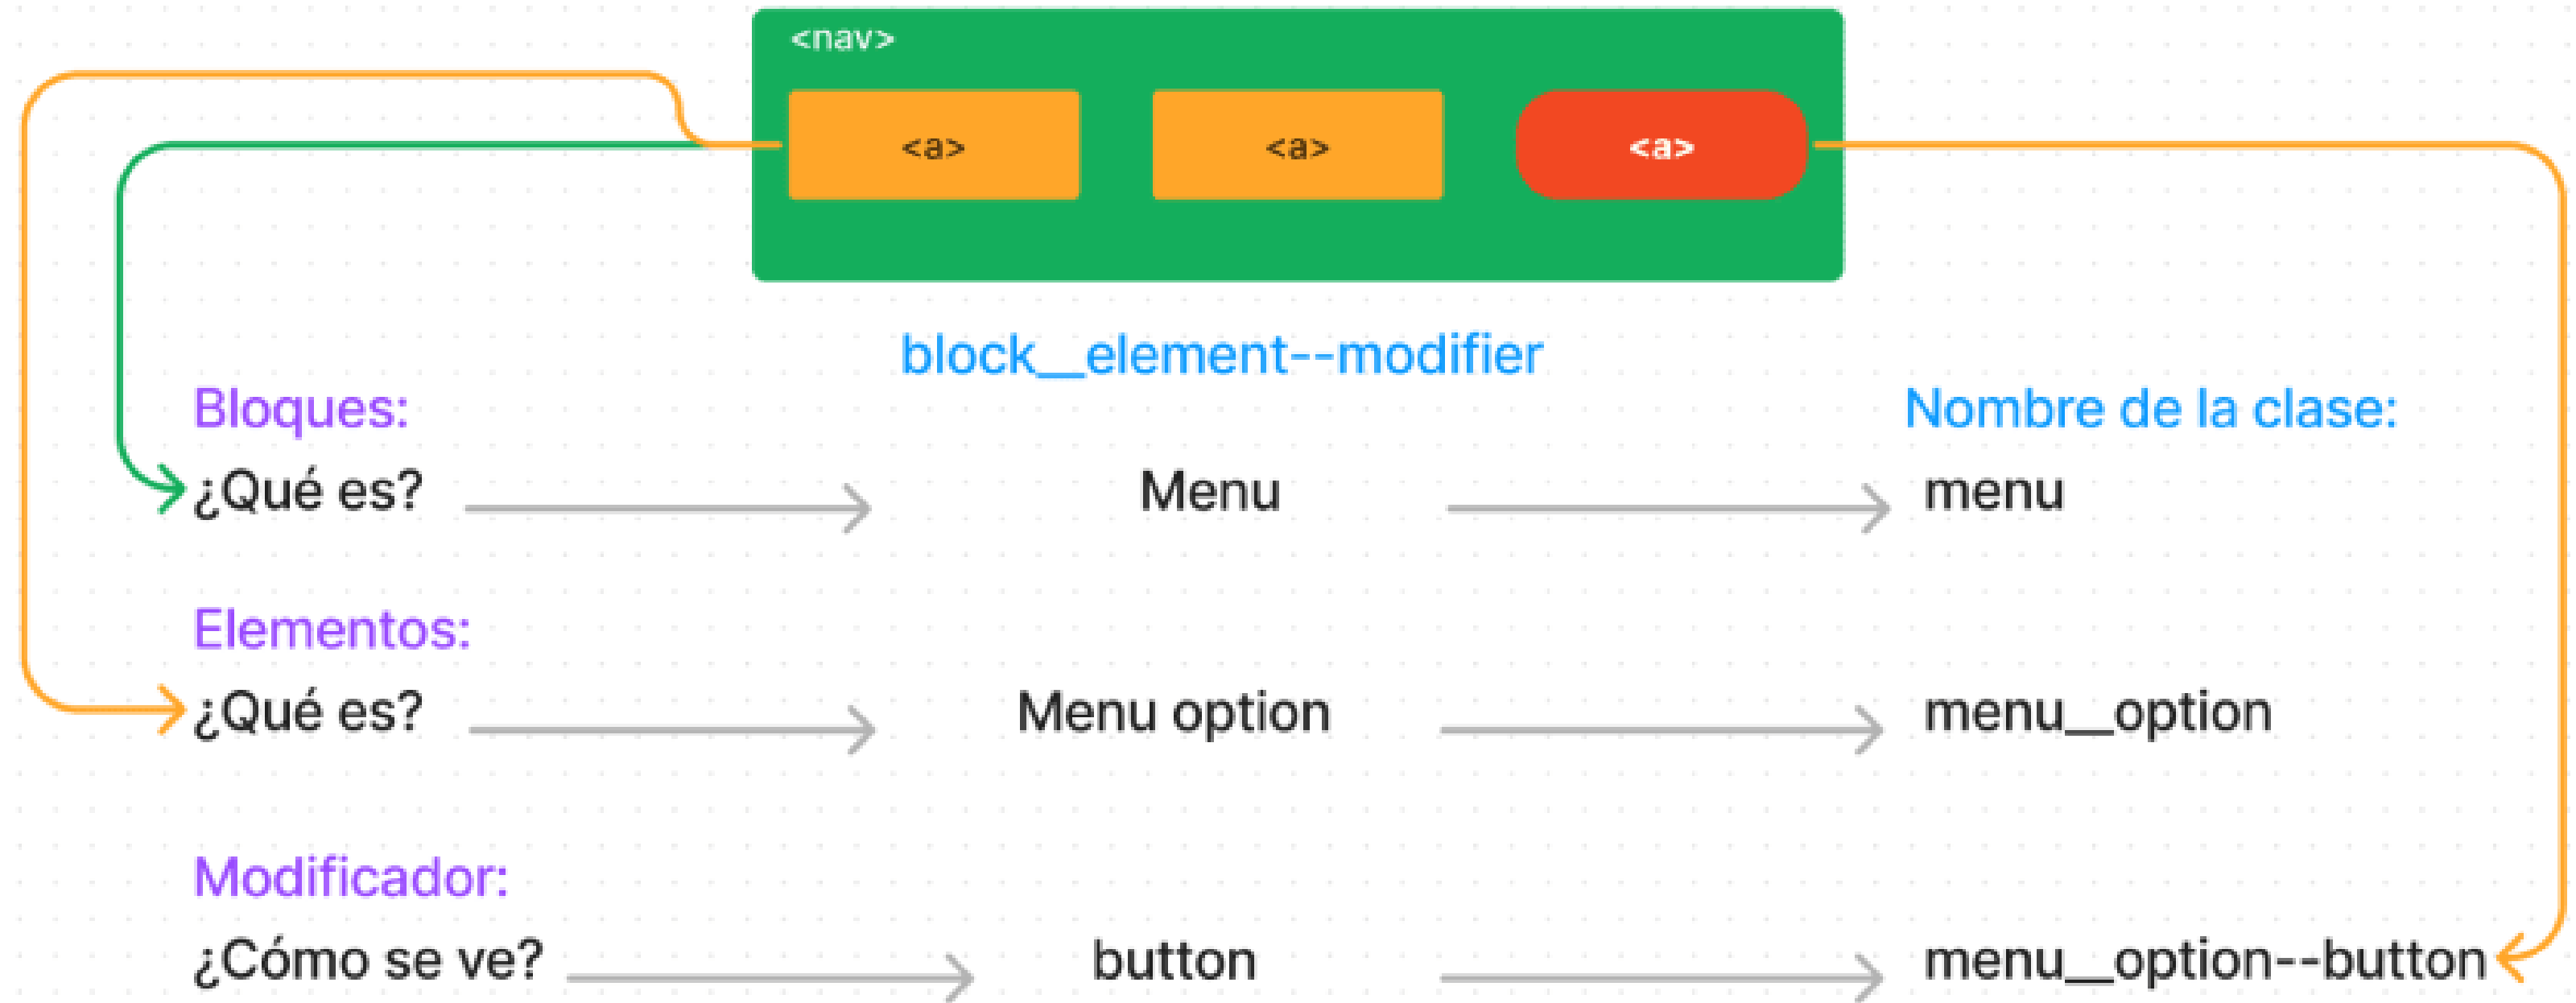 <nav>
<a> <a> <a>
block__element--modifier
Bloques: Nombre de la clase:
¿Qué es? Menu menu
Elementos:
¿Qué es? Menu option menu__option
Modificador:
¿Cómo se ve? button menu__option--button